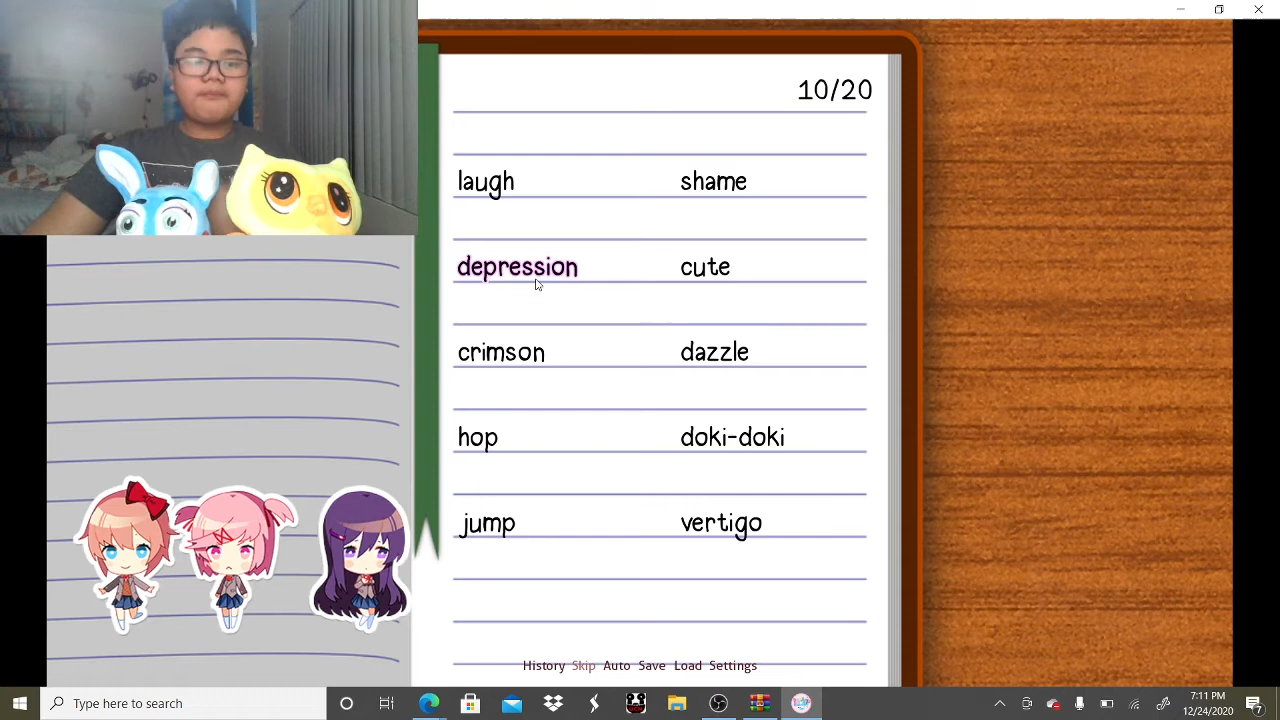 10/20
laugh shame
depression cute
crimson dazzle
hop doki-doki
jump vertigo
History Skip Auto Save Load Settings
Type here to search
7:11 PM
12/24/2020